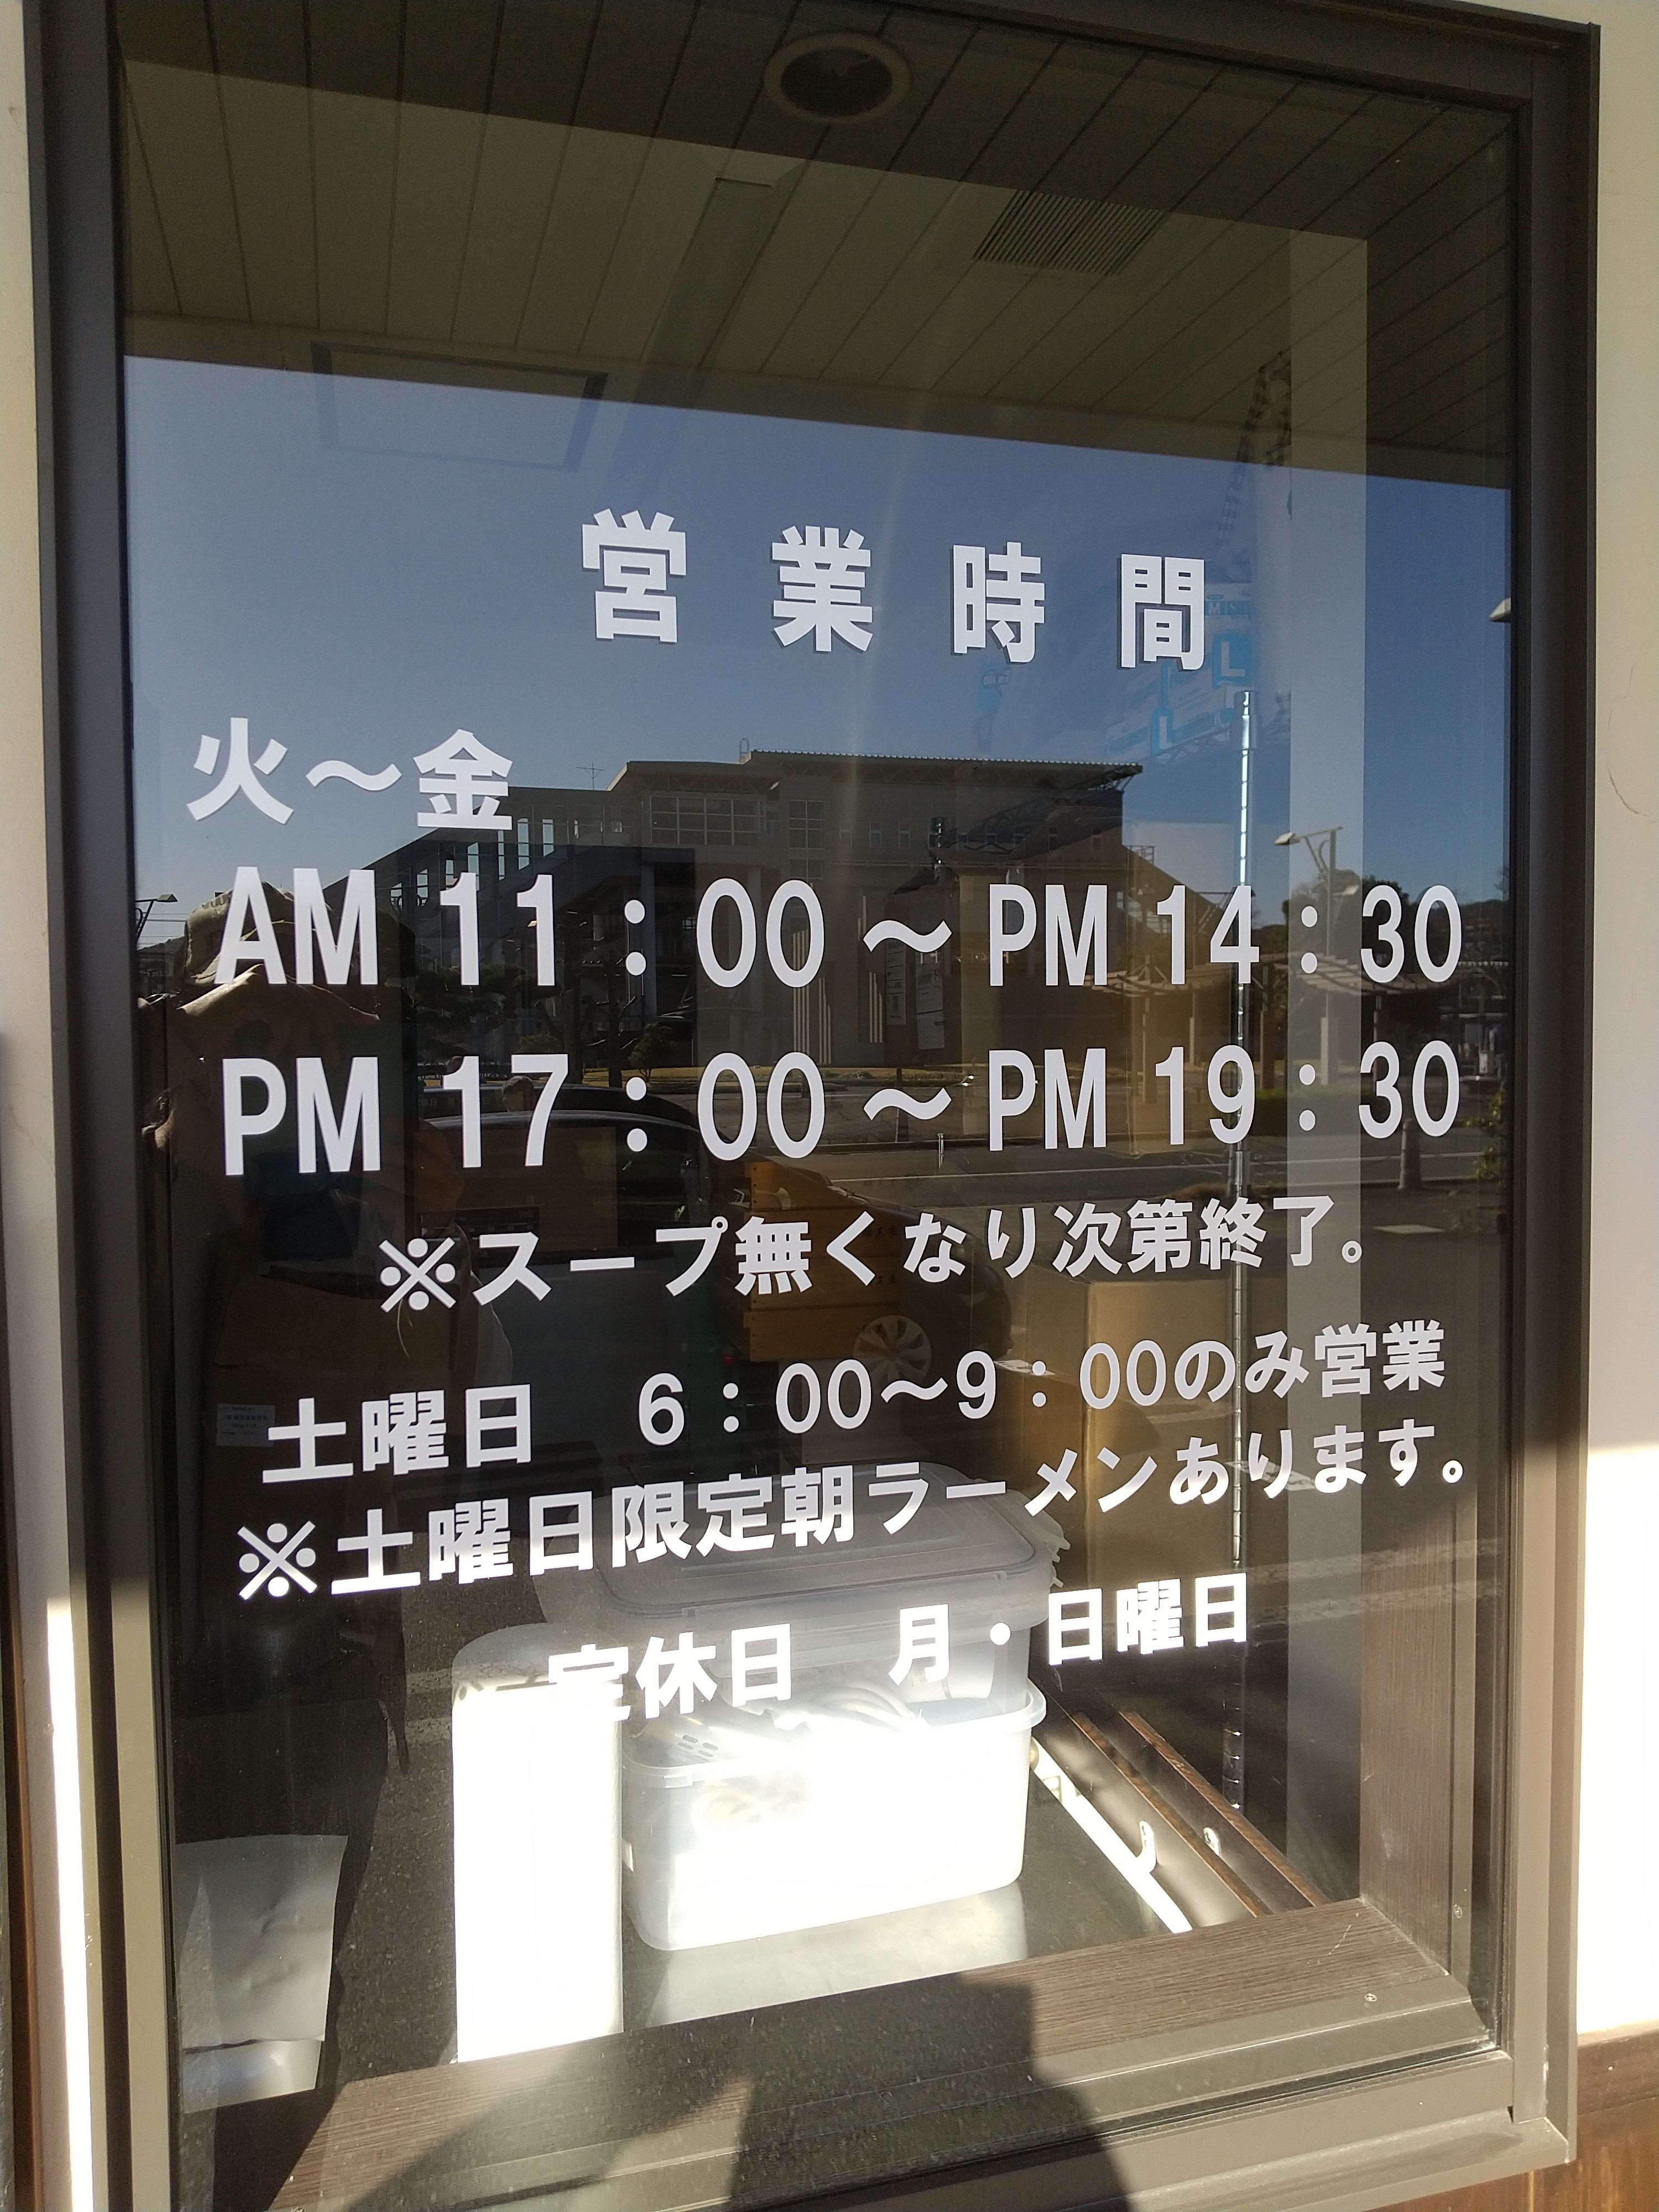 営業時間
火～金
AM 11：00 ～ PM 14：30
PM 17：00 ～ PM 19：30
※スープ無くなり次第終了。
土曜日　6：00～9：00のみ営業
※土曜日限定朝ラーメンあります。
定休日　月・日曜日